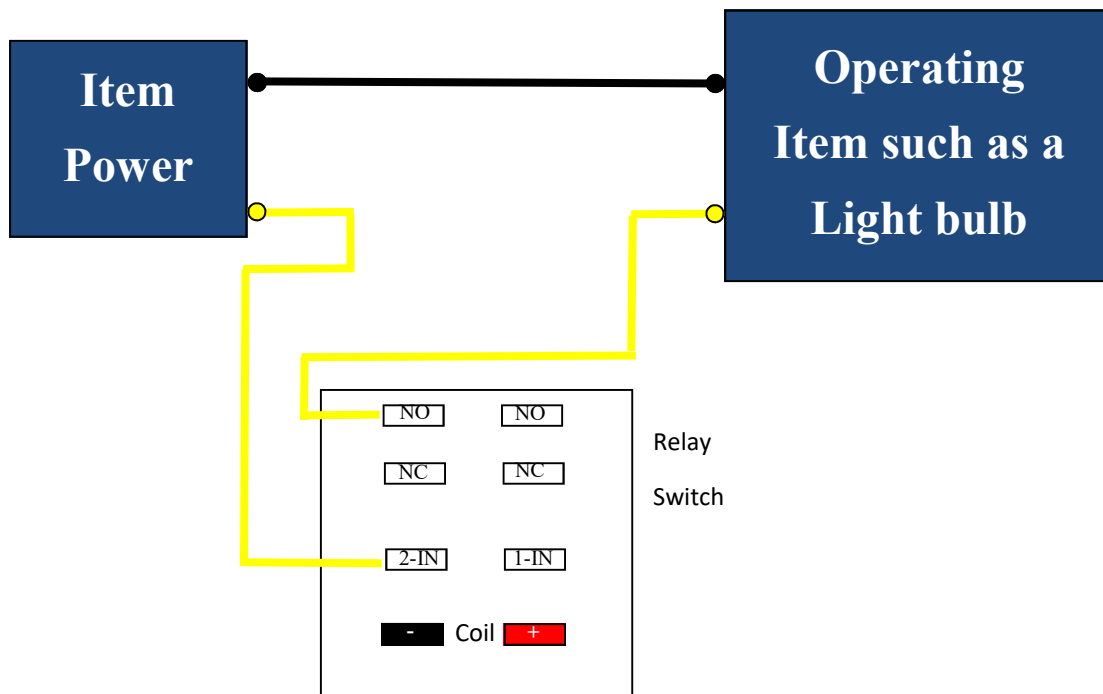 Item
Power
Operating
Item such as a
Light bulb
NO NO
NC NC
2-IN 1-IN
- Coil +
Relay
Switch